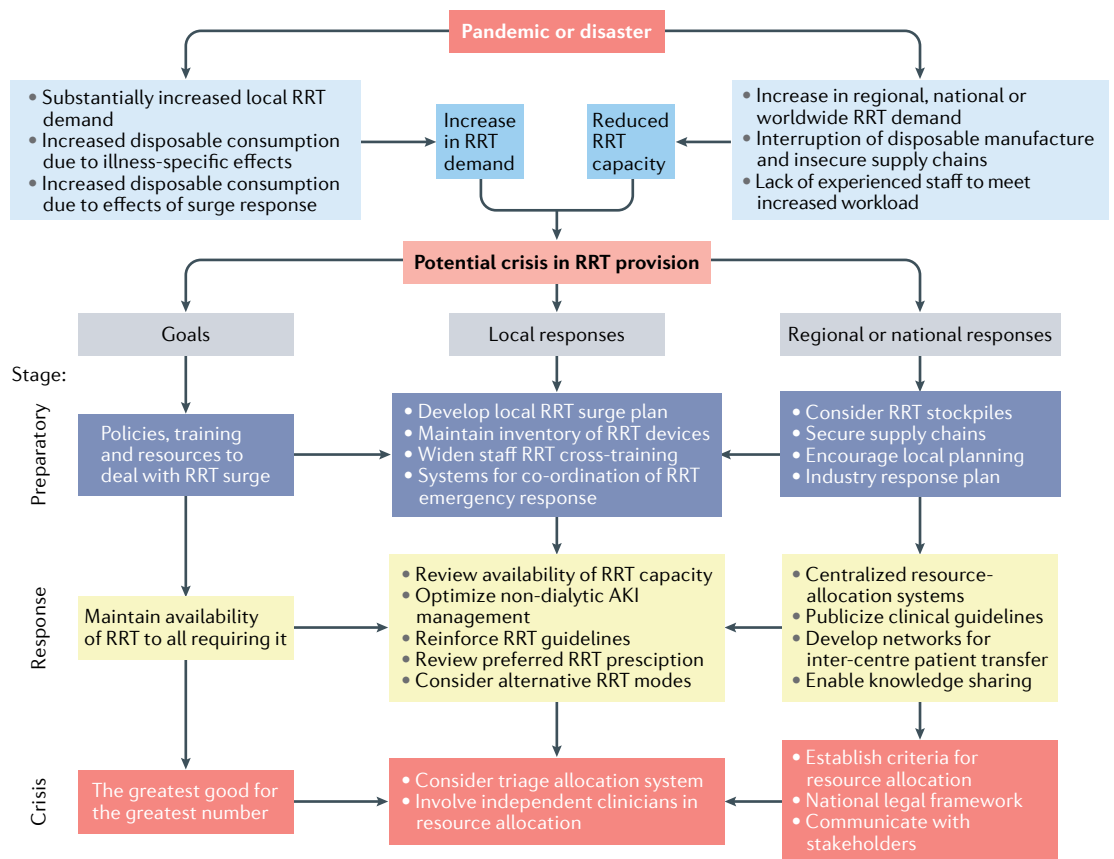 Pandemic or disaster
• Substantially increased local RRT
demand
• Increased disposable consumption
due to illness-specific effects
• Increased disposable consumption
due to effects of surge response
Increase
in RRT
demand
Reduced
RRT
capacity
• Increase in regional, national or
worldwide RRT demand
• Interruption of disposable manufacture
and insecure supply chains
• Lack of experienced staff to meet
increased workload
Potential crisis in RRT provision
Goals
Local responses
Regional or national responses
Stage:
Preparatory
Policies, training
and resources to
deal with RRT surge
• Develop local RRT surge plan
• Maintain inventory of RRT devices
• Widen staff RRT cross-training
• Systems for co-ordination of RRT
emergency response
• Consider RRT stockpiles
• Secure supply chains
• Encourage local planning
• Industry response plan
Response
Maintain availability
of RRT to all requiring it
• Review availability of RRT capacity
• Optimize non-dialytic AKI
management
• Reinforce RRT guidelines
• Review preferred RRT presciption
• Consider alternative RRT modes
• Centralized resource-
allocation systems
• Publicize clinical guidelines
• Develop networks for
inter-centre patient transfer
• Enable knowledge sharing
Crisis
The greatest good for
the greatest number
• Consider triage allocation system
• Involve independent clinicians in
resource allocation
• Establish criteria for
resource allocation
• National legal framework
• Communicate with
stakeholders